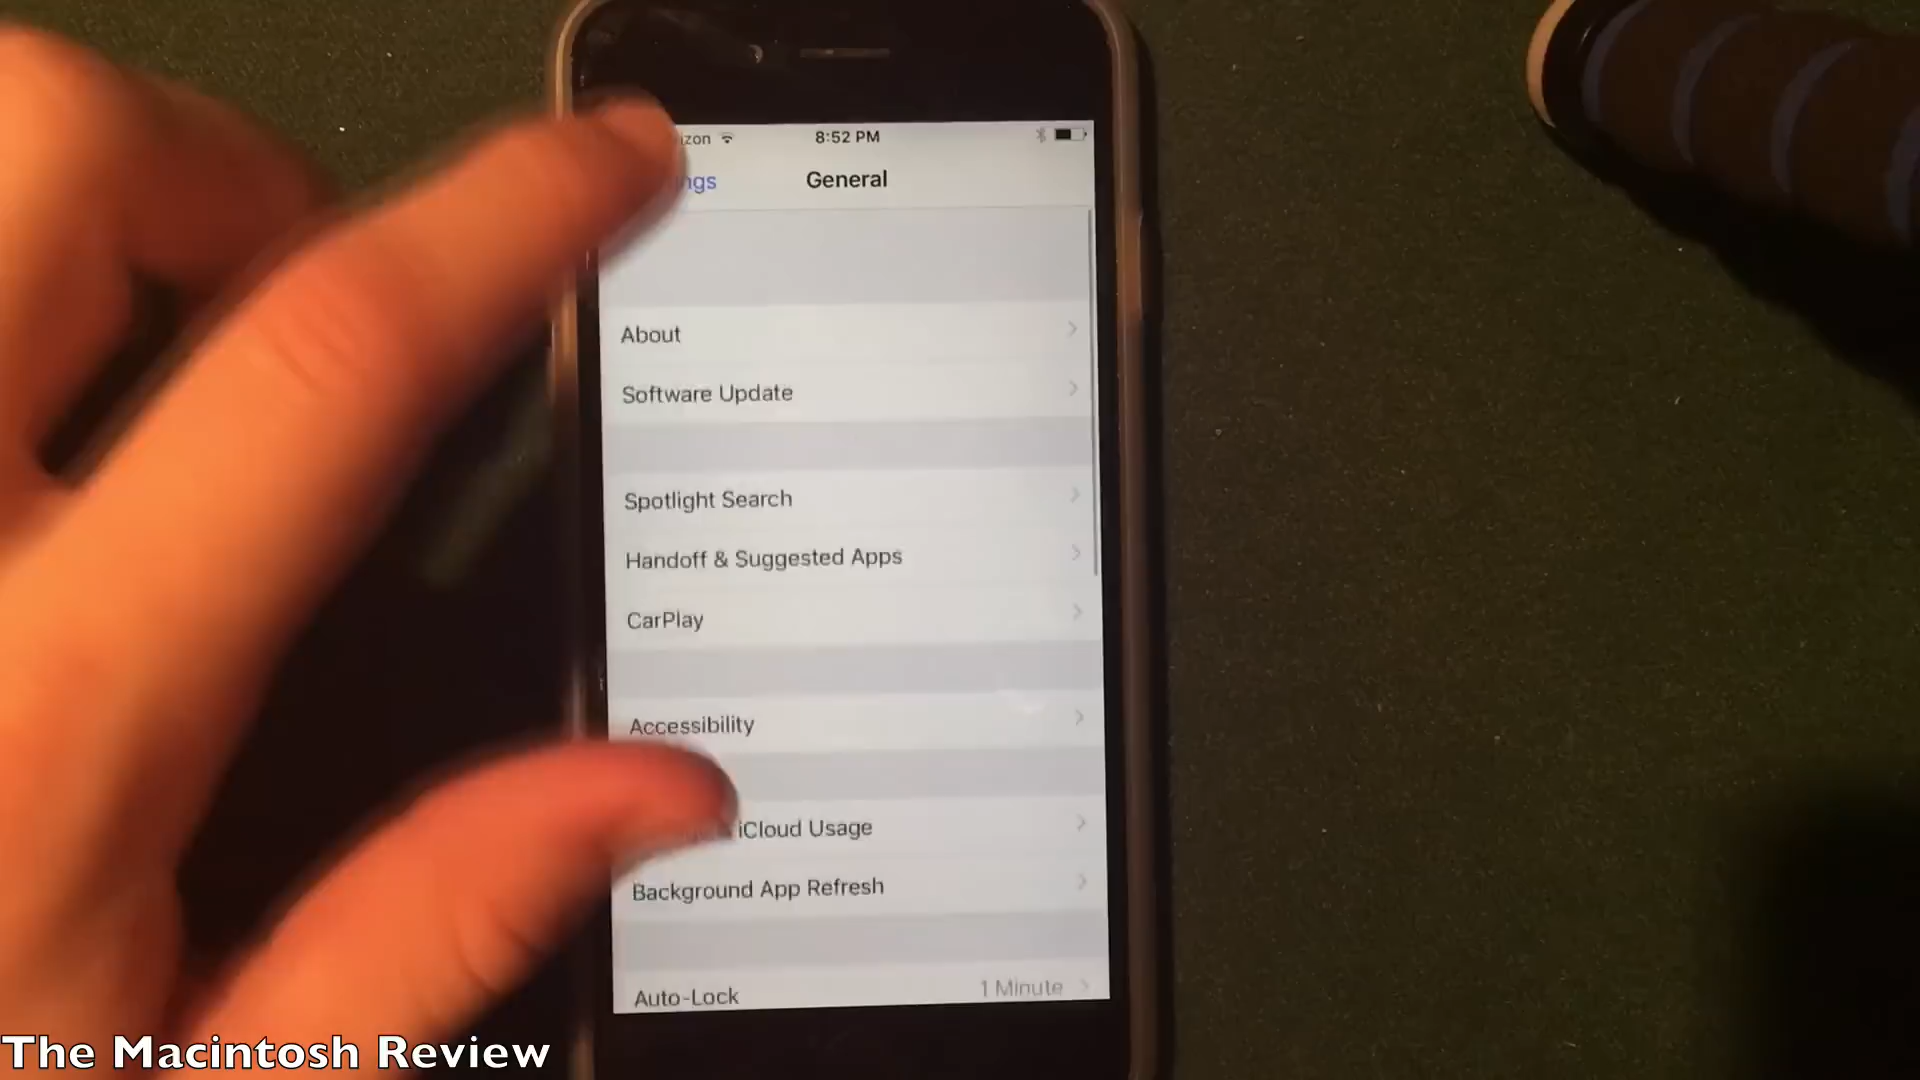 8:52 PM
General
About
Software Update
Spotlight Search
Handoff & Suggested Apps
CarPlay
Accessibility
iCloud Usage
Background App Refresh
Auto-Lock 1 Minute
The Macintosh Review